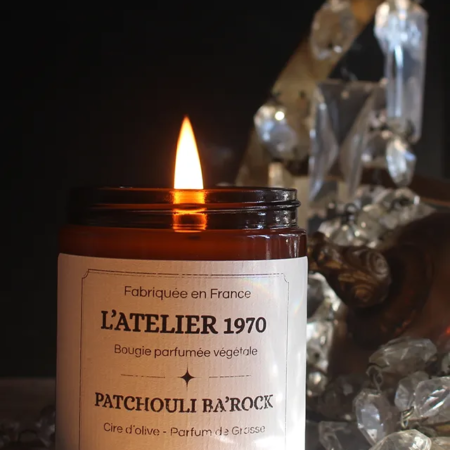 Fabriquée en France
L'ATELIER 1970
Bougie parfumée végétale
PATCHOULI BA'ROCK
Cire d'olive - Parfum de Grasse